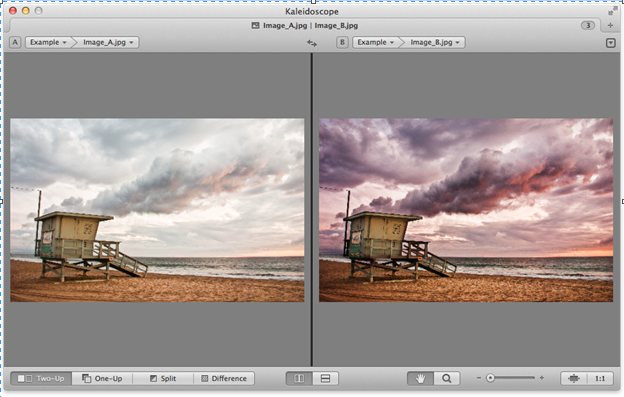 Kaleidoscope
Image_A.jpg | Image_B.jpg
3
+
A Example Image_A.jpg
B Example Image_B.jpg
Two-Up One-Up Split Difference
− + 1:1